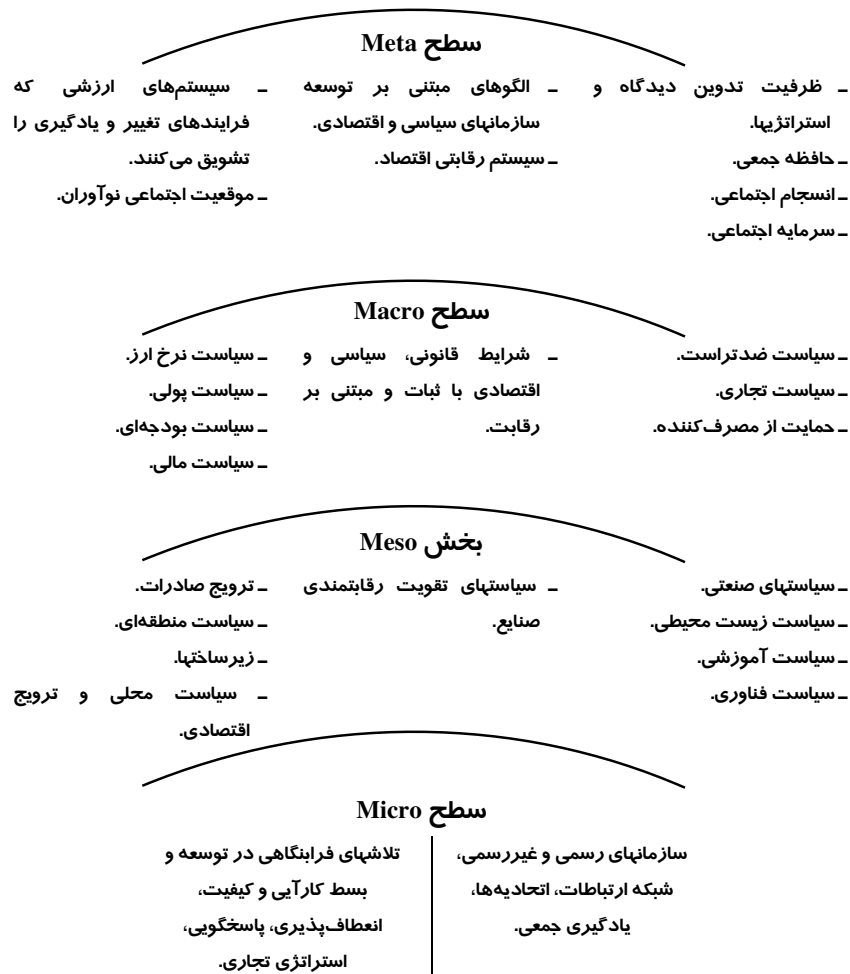 سطح Meta
ـ ظرفیت تدوین دیدگاه و
استراتژیها.
ـ حافظه جمعی.
ـ انسجام اجتماعی.
ـ سرمایه اجتماعی.
ـ الگوهای مبتنی بر توسعه
سازمانهای سیاسی و اقتصادی.
ـ سیستم رقابتی اقتصاد.
ـ سیستم‌های ارزشی که
فرایندهای تغییر و یادگیری را
تشویق می‌کنند.
ـ موقعیت اجتماعی نوآوران.
سطح Macro
ـ سیاست ضدتراست.
ـ سیاست تجاری.
ـ حمایت از مصرف‌کننده.
ـ شرایط قانونی، سیاسی و
اقتصادی با ثبات و مبتنی بر
رقابت.
ـ سیاست نرخ ارز.
ـ سیاست پولی.
ـ سیاست بودجه‌ای.
ـ سیاست مالی.
بخش Meso
ـ سیاستهای صنعتی.
ـ سیاست زیست محیطی.
ـ سیاست آموزشی.
ـ سیاست فناوری.
ـ سیاستهای تقویت رقابتمندی
صنایع.
ـ ترویج صادرات.
ـ سیاست منطقه‌ای.
ـ زیرساختها.
ـ سیاست محلی و ترویج
اقتصادی.
سطح Micro
سازمانهای رسمی و غیررسمی،
شبکه ارتباطات، اتحادیه‌ها،
یادگیری جمعی.
تلاشهای فرابنگاهی در توسعه و
بسط کارآیی و کیفیت،
انعطاف‌پذیری، پاسخگویی،
استراتژی تجاری.